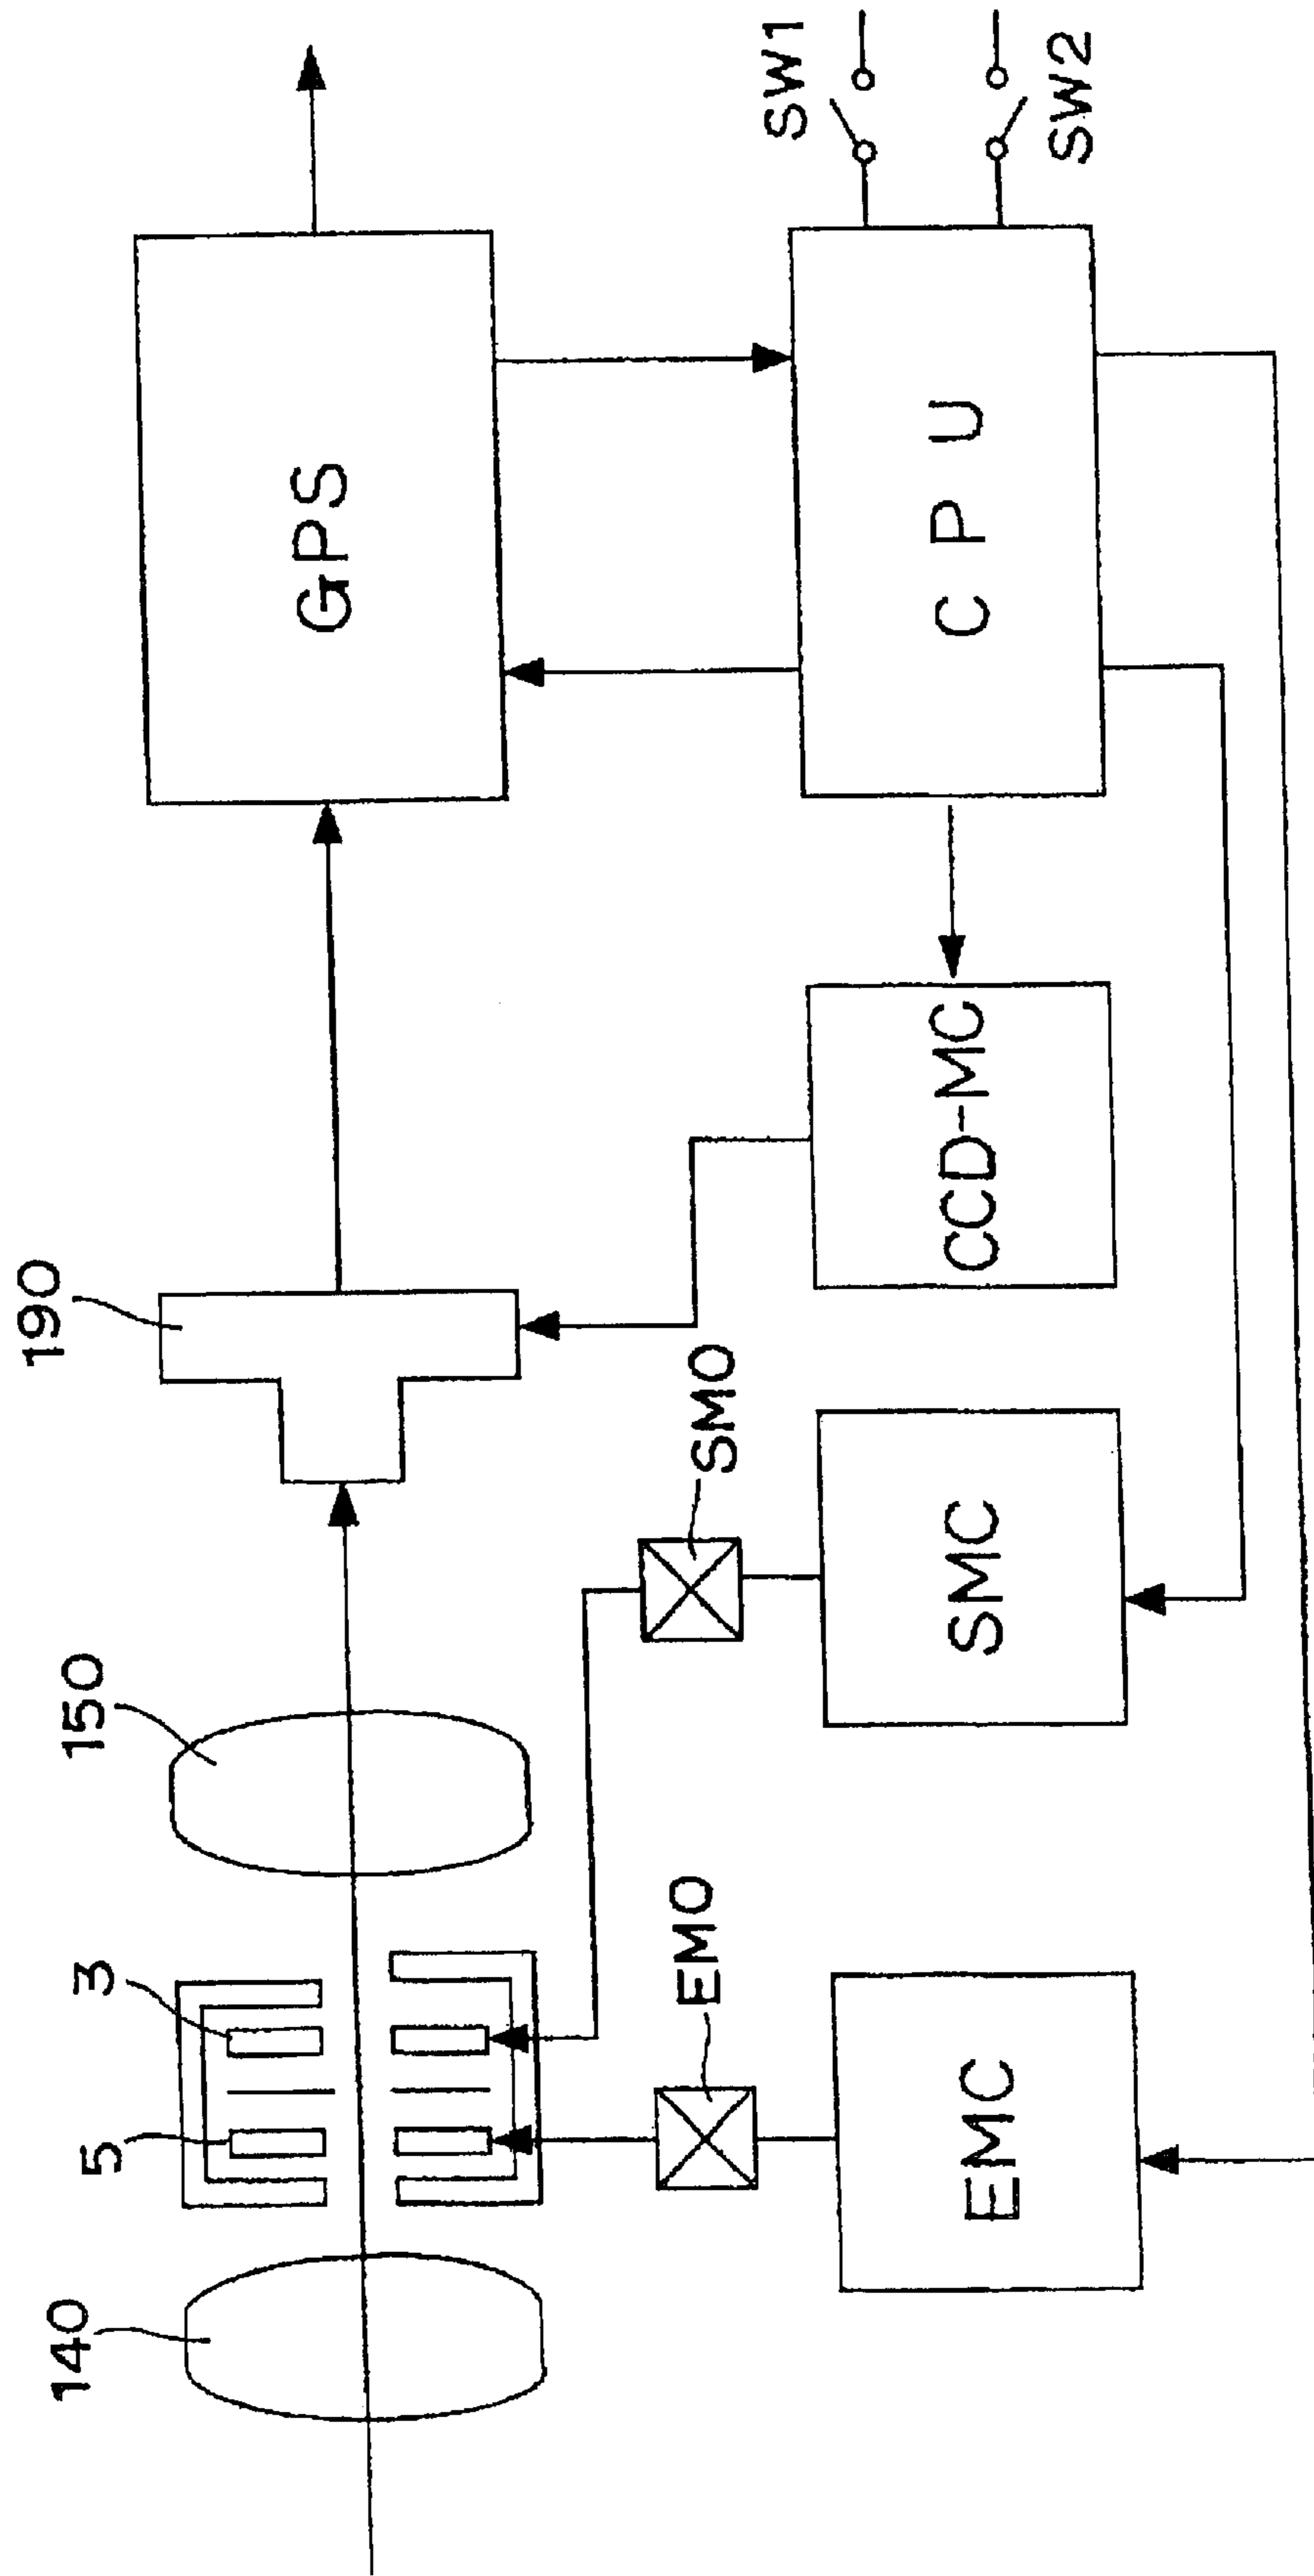 140
5
3
150
190
GPS
EMO
SMO
EMC
SMC
CCD-MC
CPU
SW1
SW2